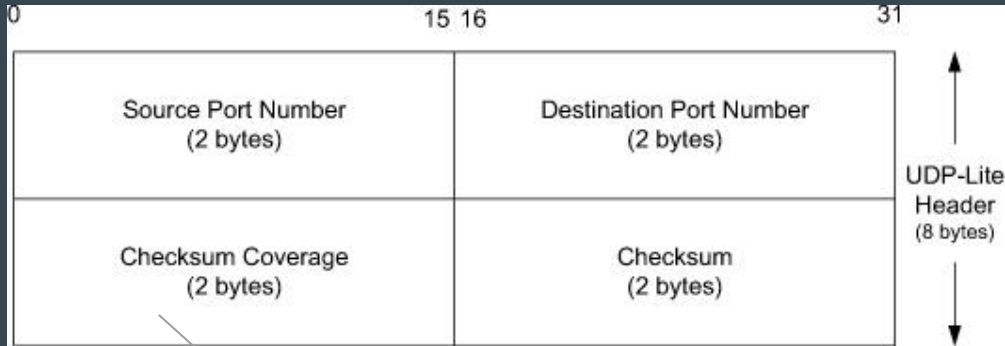 0 15 16 31
Source Port Number Destination Port Number
(2 bytes) (2 bytes)
UDP-Lite
Header
(8 bytes)
Checksum Coverage Checksum
(2 bytes) (2 bytes)